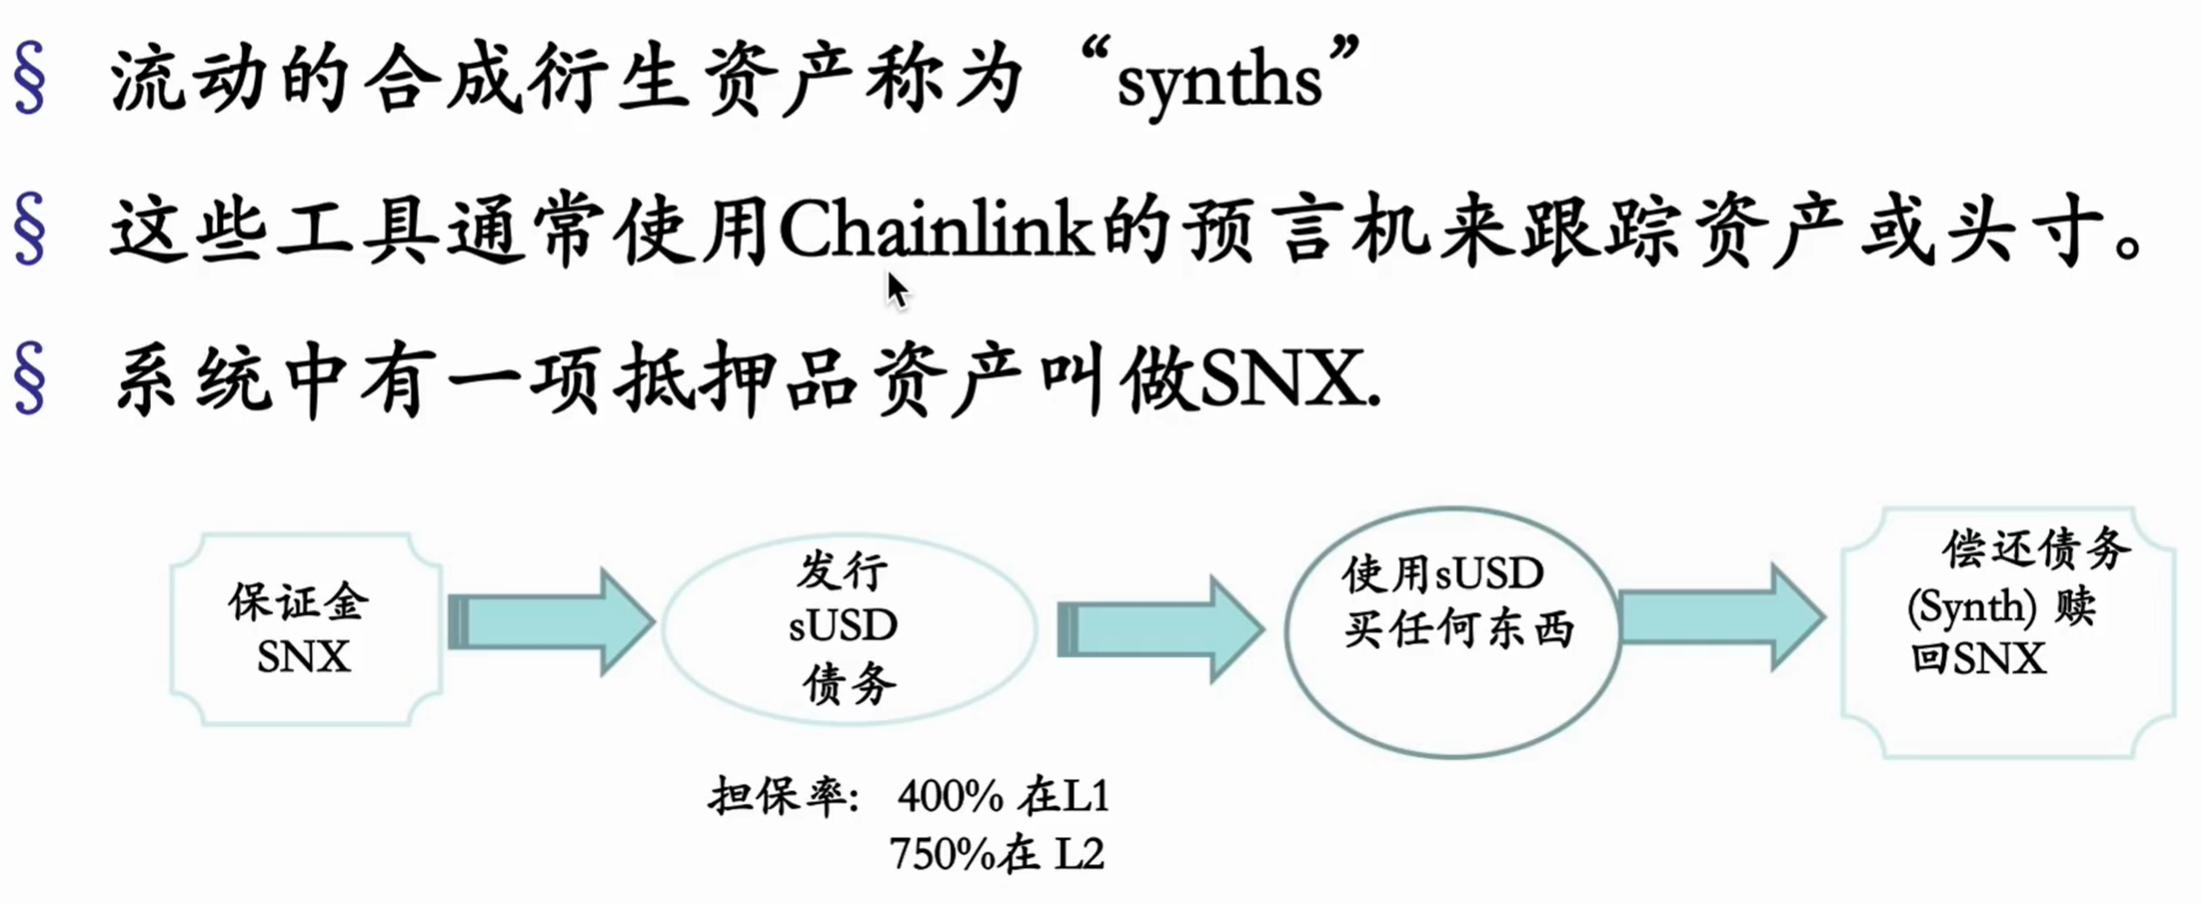 § 流动的合成衍生资产称为“synths”
§ 这些工具通常使用Chainlink的预言机来跟踪资产或头寸。
§ 系统中有一项抵押品资产叫做SNX.
保证金
SNX
发行
sUSD
债务
使用sUSD
买任何东西
偿还债务
(Synth) 赎
回SNX
担保率: 400% 在L1
750%在 L2